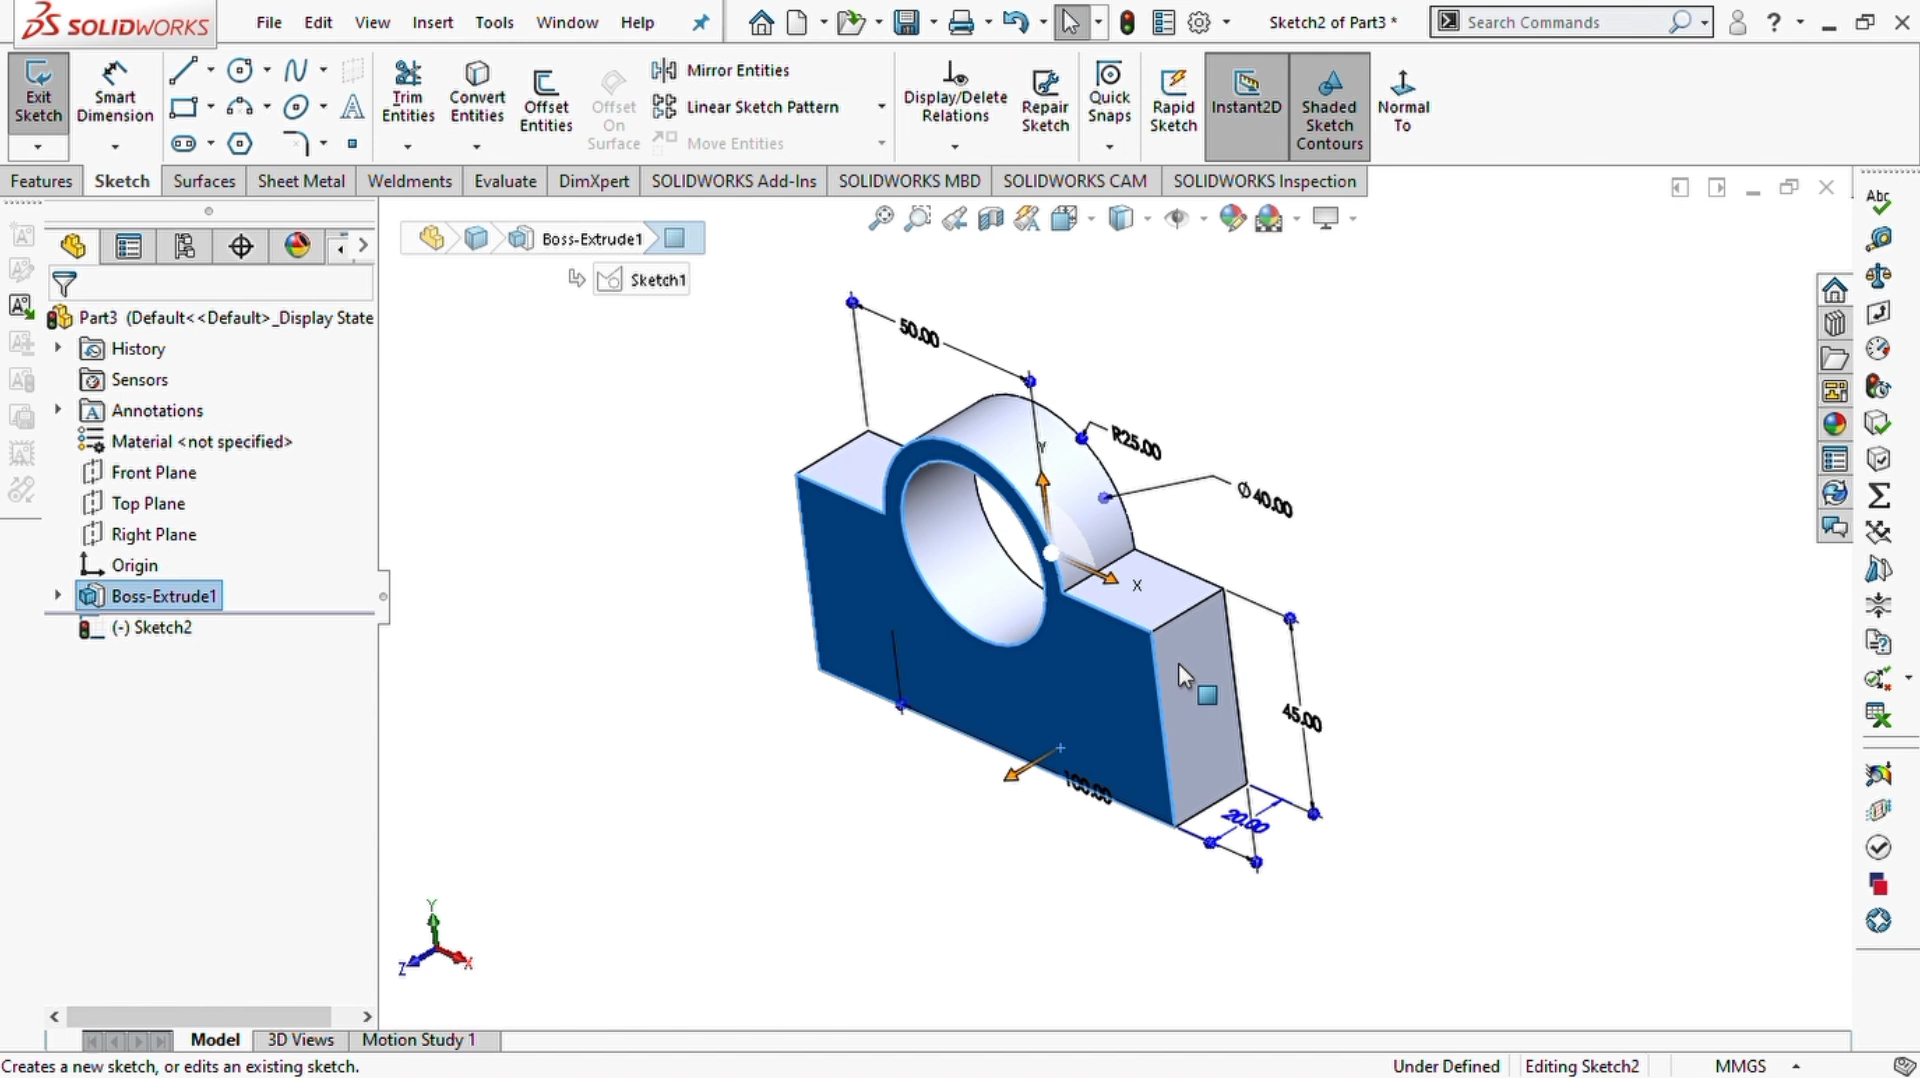 SOLIDWORKS
File Edit View Insert Tools Window Help
Sketch2 of Part3 *
Search Commands
Exit Sketch
Smart Dimension
Trim Entities
Convert Entities
Offset Entities
Offset On Surface
Mirror Entities
Linear Sketch Pattern
Move Entities
Display/Delete Relations
Repair Sketch
Quick Snaps
Rapid Sketch
Instant2D
Shaded Sketch Contours
Normal To
Features Sketch Surfaces Sheet Metal Weldments Evaluate DimXpert SOLIDWORKS Add-Ins SOLIDWORKS MBD SOLIDWORKS CAM SOLIDWORKS Inspection
Boss-Extrude1
Sketch1
Part3 (Default<<Default>_Display State
History
Sensors
Annotations
Material <not specified>
Front Plane
Top Plane
Right Plane
Origin
Boss-Extrude1
(-) Sketch2
50.00
R25.00
Ø40.00
Y
X
45.00
100.00
20.00
Y
Z
X
Abc
Model 3D Views Motion Study 1
Creates a new sketch, or edits an existing sketch.
Under Defined Editing Sketch2 MMGS